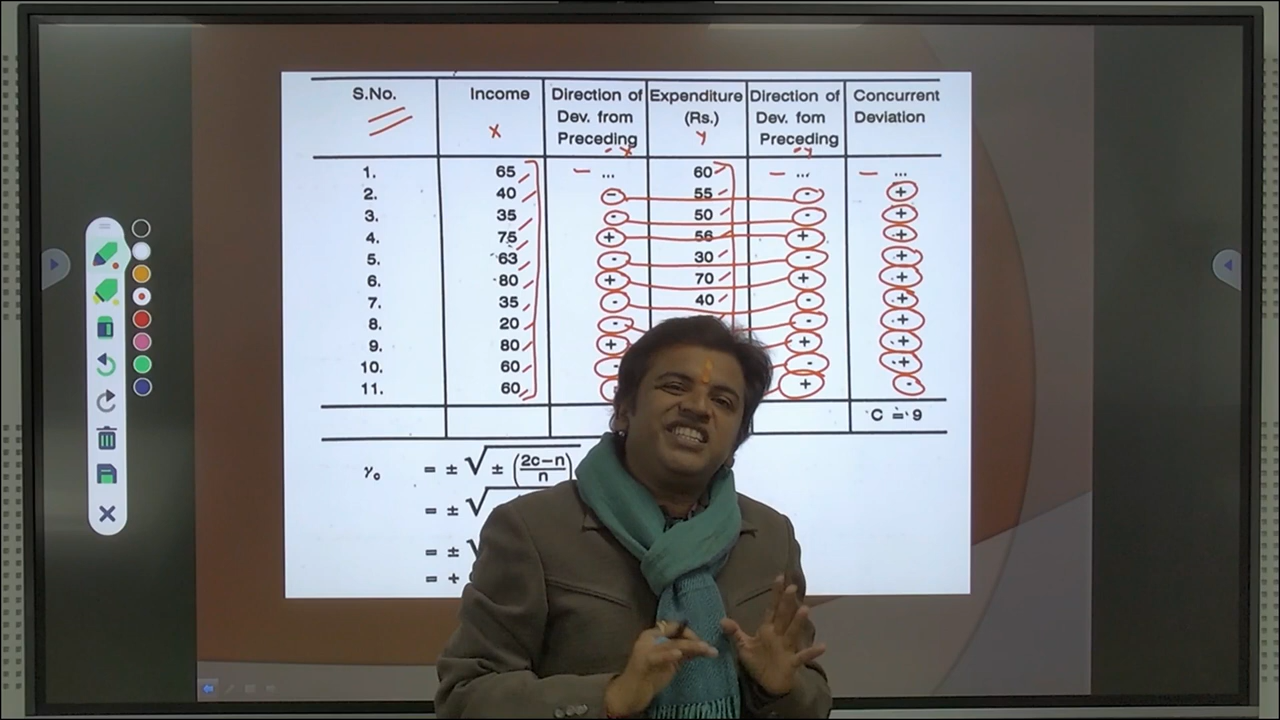 S.No. Income Direction of Dev. from Preceding Expenditure (Rs.) Direction of Dev. fom Preceding Concurrent Deviation
x y
- x - y
1. 65 - ... 60 - ... - ...
2. 40 - 55 - +
3. 35 - 50 - +
4. 75 + 56 + +
5. 63 - 30 - +
6. 80 + 70 + +
7. 35 - 40 - +
8. 20 - - +
9. 80 + + +
10. 60 - - +
11. 60 + -
C = 9
γ₀ = ± √ ± (2c–n / n)
= ± √
= ± √
= +